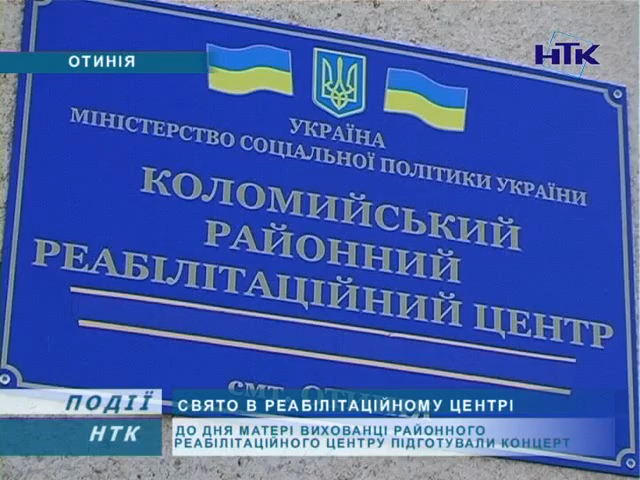 ОТИНІЯ
НТК
УКРАЇНА
МІНІСТЕРСТВО СОЦІАЛЬНОЇ ПОЛІТИКИ УКРАЇНИ
КОЛОМИЙСЬКИЙ
РАЙОННИЙ
РЕАБІЛІТАЦІЙНИЙ ЦЕНТР
смт.
ПОДІЇ
НТК
СВЯТО В РЕАБІЛІТАЦІЙНОМУ ЦЕНТРІ
ДО ДНЯ МАТЕРІ ВИХОВАНЦІ РАЙОННОГО
РЕАБІЛІТАЦІЙНОГО ЦЕНТРУ ПІДГОТУВАЛИ КОНЦЕРТ